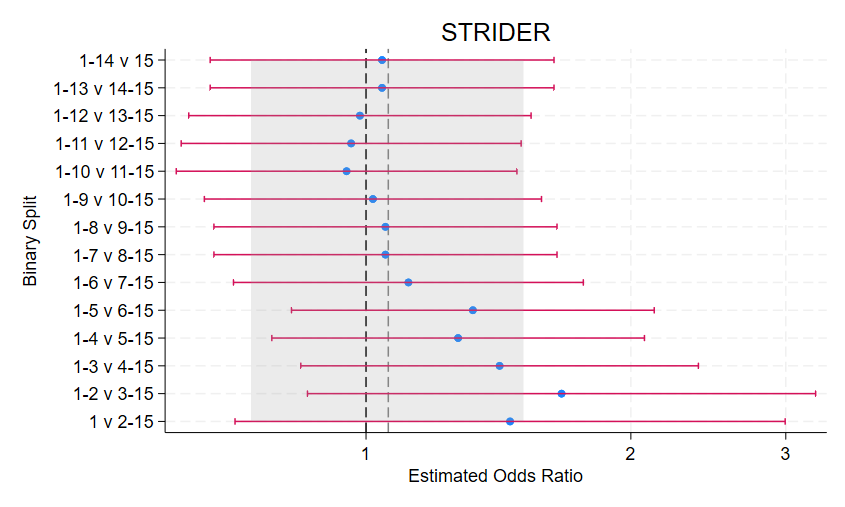 STRIDER
1-14 v 15
1-13 v 14-15
1-12 v 13-15
1-11 v 12-15
1-10 v 11-15
1-9 v 10-15
1-8 v 9-15
1-7 v 8-15
1-6 v 7-15
1-5 v 6-15
1-4 v 5-15
1-3 v 4-15
1-2 v 3-15
1 v 2-15
Binary Split
1 2 3
Estimated Odds Ratio